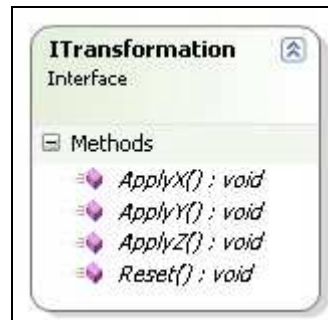 ITransformation
Interface
Methods
ApplyX() : void
ApplyY() : void
ApplyZ() : void
Reset() : void